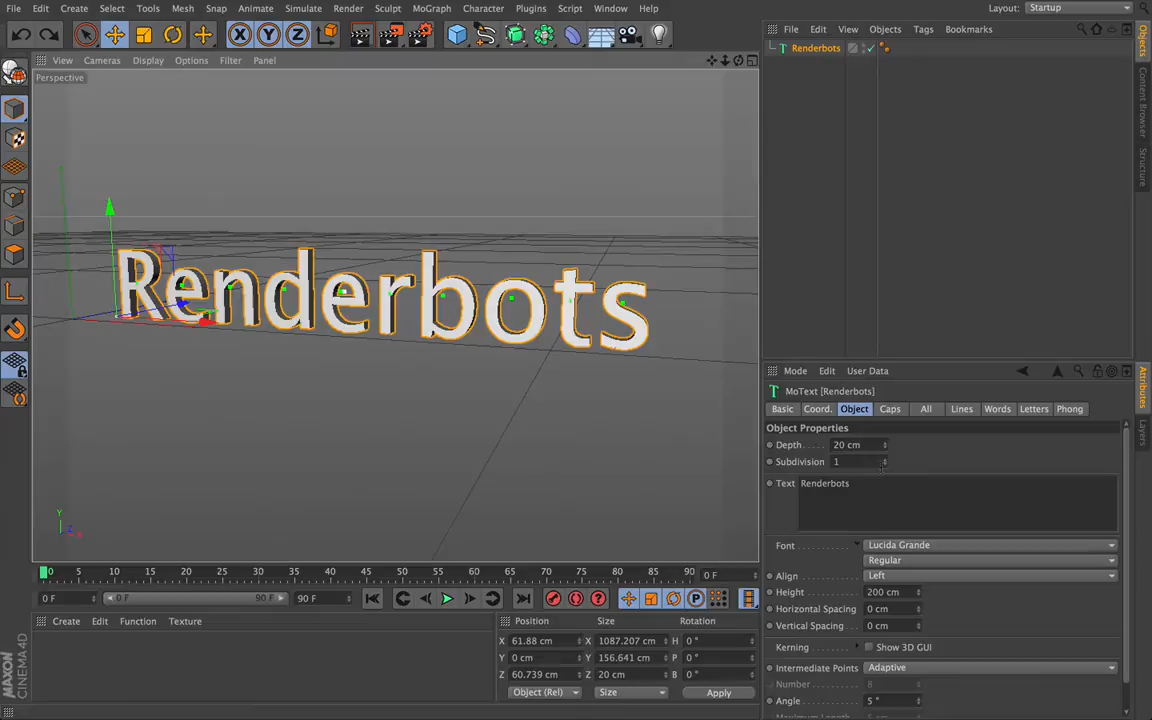 File Edit Create Select Tools Mesh Snap Animate Simulate Render Sculpt MoGraph Character Plugins Script Window Help Layout: Startup
File Edit View Objects Tags Bookmarks
Renderbots
View Cameras Display Options Filter Panel
Perspective
Renderbots
Y
Z X
0 5 10 15 20 25 30 35 40 45 50 55 60 65 70 75 80 85 90 0 F
0 F 0 F 90 F 90 F
Create Edit Function Texture
Position Size Rotation
X 61.88 cm X 1087.207 cm H 0 °
Y 0 cm Y 156.641 cm P 0 °
Z 60.739 cm Z 20 cm B 0 °
Object (Rel) Size Apply
MAXON CINEMA4D
Mode Edit User Data
MoText [Renderbots]
Basic Coord. Object Caps All Lines Words Letters Phong
Object Properties
Depth 20 cm
Subdivision 1
Text Renderbots
Font Lucida Grande
Regular
Align Left
Height 200 cm
Horizontal Spacing 0 cm
Vertical Spacing 0 cm
Kerning Show 3D GUI
Intermediate Points Adaptive
Number 8
Angle 5 °
Objects
Content Browser
Structure
Attributes
Layers